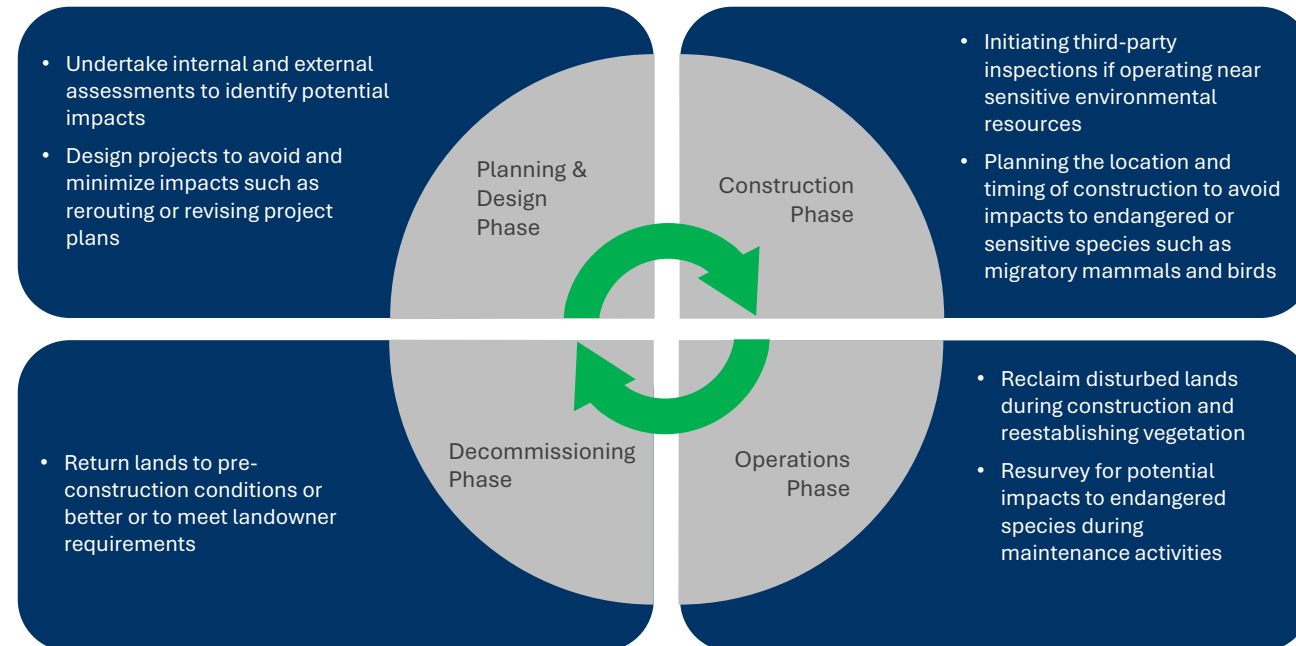 • Undertake internal and external
assessments to identify potential
impacts
• Design projects to avoid and
minimize impacts such as
rerouting or revising project
plans
Planning &
Design
Phase
Construction
Phase
• Initiating third-party
inspections if operating near
sensitive environmental
resources
• Planning the location and
timing of construction to avoid
impacts to endangered or
sensitive species such as
migratory mammals and birds
• Return lands to pre-
construction conditions or
better or to meet landowner
requirements
Decommissioning
Phase
Operations
Phase
• Reclaim disturbed lands
during construction and
reestablishing vegetation
• Resurvey for potential
impacts to endangered
species during
maintenance activities